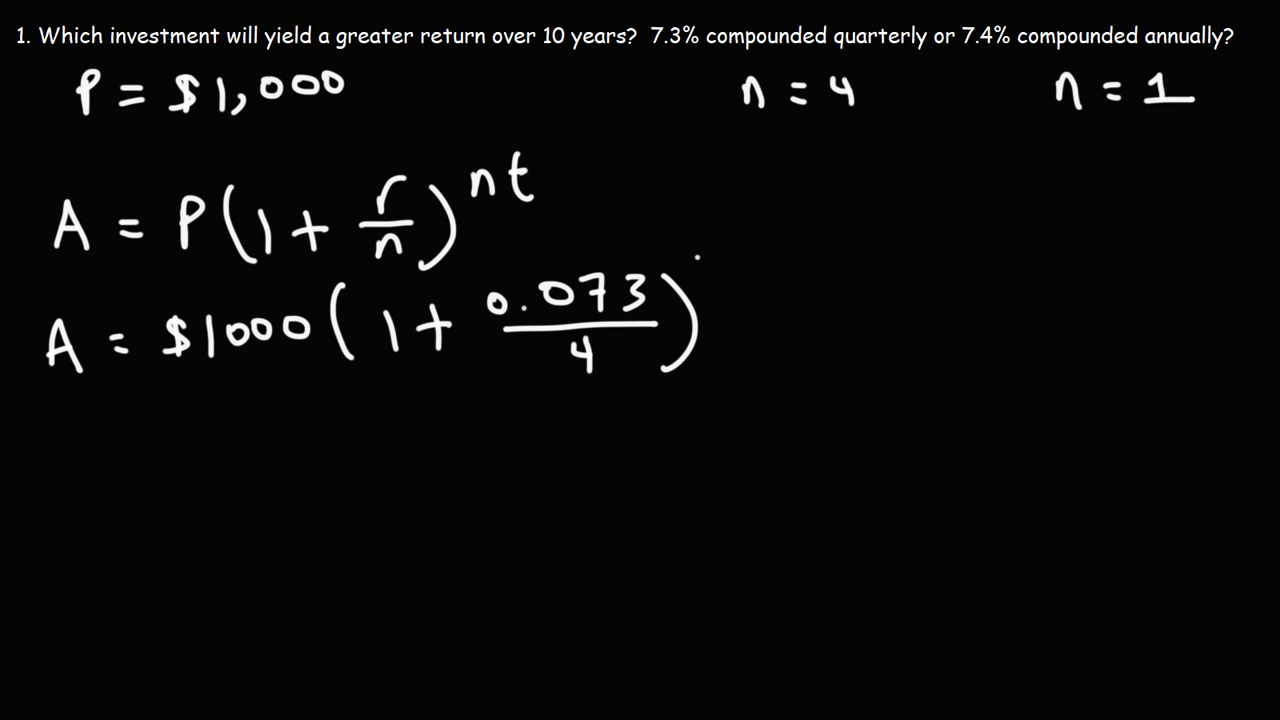 1. Which investment will yield a greater return over 10 years? 7.3% compounded quarterly or 7.4% compounded annually?
P = $1,000 n = 4 n = 1
A = P(1 + r/n)^nt
A = $1000(1 + 0.073/4)